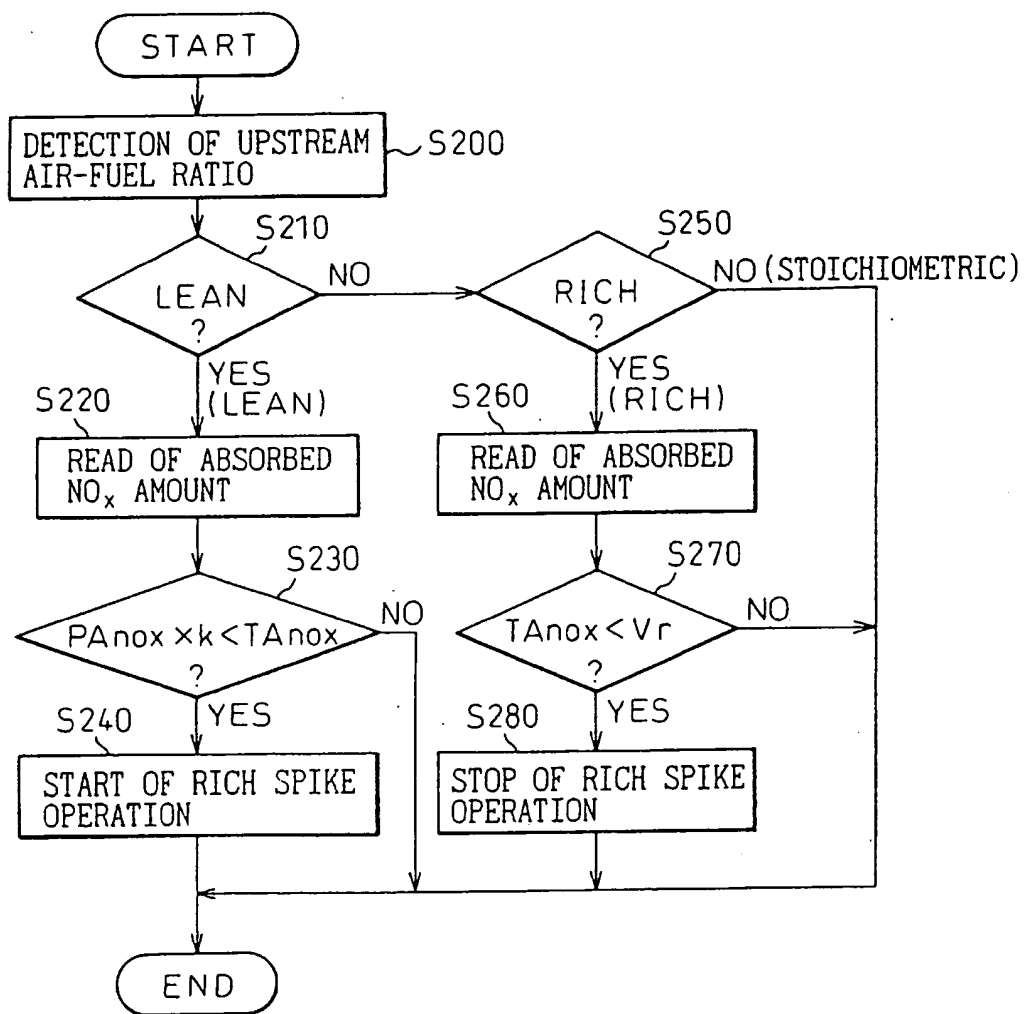 START
DETECTION OF UPSTREAM
AIR-FUEL RATIO
S200
S210
LEAN
?
NO
YES
(LEAN)
S250
RICH
?
NO (STOICHIOMETRIC)
YES
(RICH)
S220
READ OF ABSORBED
NOx AMOUNT
S260
READ OF ABSORBED
NOx AMOUNT
S230
PAnox×k<TAnox
?
NO
YES
S270
TAnox<Vr
?
NO
YES
S240
START OF RICH SPIKE
OPERATION
S280
STOP OF RICH SPIKE
OPERATION
END